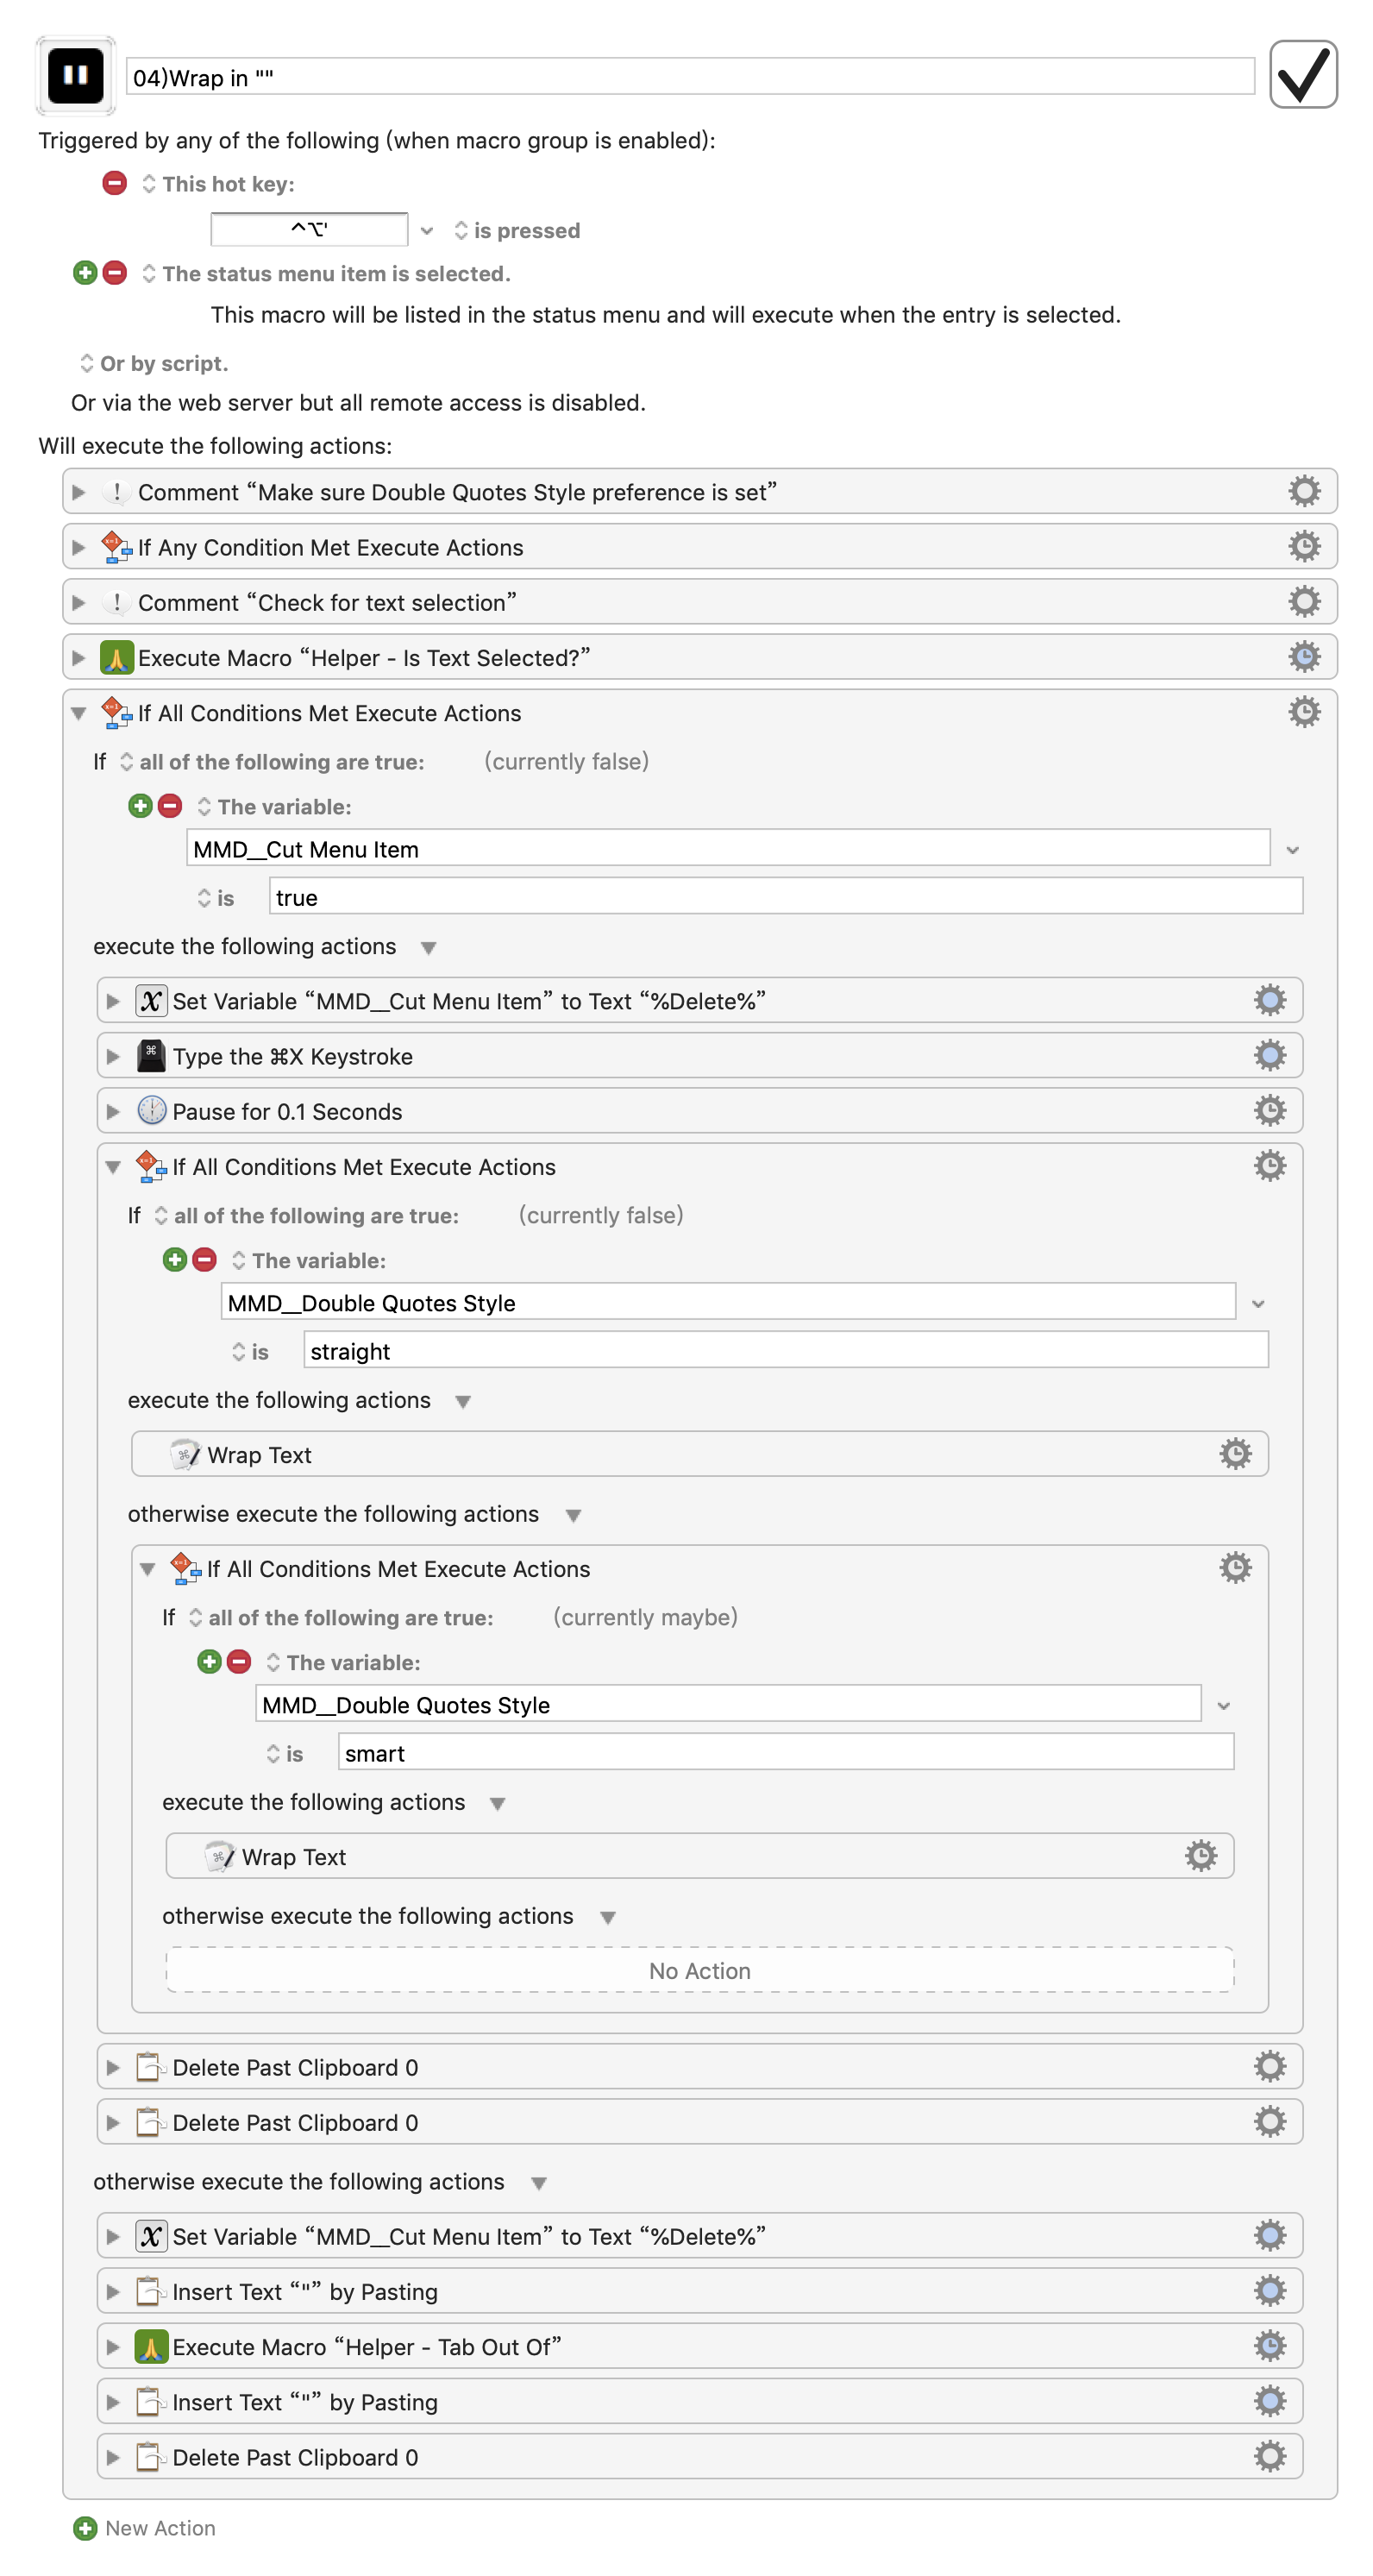 04)Wrap in ""
Triggered by any of the following (when macro group is enabled):
This hot key:
^⌥' is pressed
The status menu item is selected.
This macro will be listed in the status menu and will execute when the entry is selected.
Or by script.
Or via the web server but all remote access is disabled.
Will execute the following actions:
Comment “Make sure Double Quotes Style preference is set”
If Any Condition Met Execute Actions
Comment “Check for text selection”
Execute Macro “Helper - Is Text Selected?”
If All Conditions Met Execute Actions
If all of the following are true: (currently false)
The variable:
MMD__Cut Menu Item
is true
execute the following actions
Set Variable “MMD__Cut Menu Item” to Text “%Delete%”
Type the ⌘X Keystroke
Pause for 0.1 Seconds
If All Conditions Met Execute Actions
If all of the following are true: (currently false)
The variable:
MMD__Double Quotes Style
is straight
execute the following actions
Wrap Text
otherwise execute the following actions
If All Conditions Met Execute Actions
If all of the following are true: (currently maybe)
The variable:
MMD__Double Quotes Style
is smart
execute the following actions
Wrap Text
otherwise execute the following actions
No Action
Delete Past Clipboard 0
Delete Past Clipboard 0
otherwise execute the following actions
Set Variable “MMD__Cut Menu Item” to Text “%Delete%”
Insert Text “"” by Pasting
Execute Macro “Helper - Tab Out Of”
Insert Text “"” by Pasting
Delete Past Clipboard 0
New Action